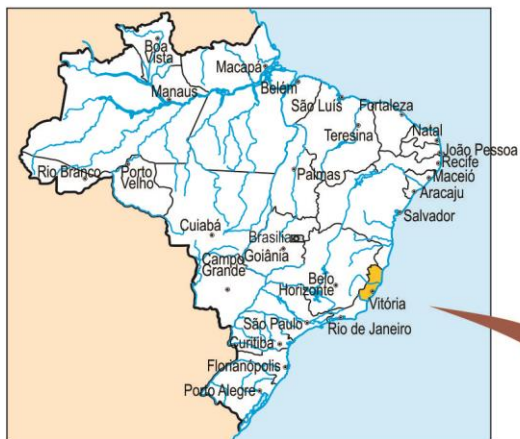 Boa
Vista
Macapá
Belém
Manaus
São Luís
Fortaleza
Teresina
Natal
João Pessoa
Recife
Maceió
Aracaju
Rio Branco
Porto
Velho
Palmas
Salvador
Cuiabá
Brasília
Goiânia
Campo
Grande
Belo
Horizonte
Vitória
São Paulo
Rio de Janeiro
Curitiba
Florianópolis
Porto Alegre